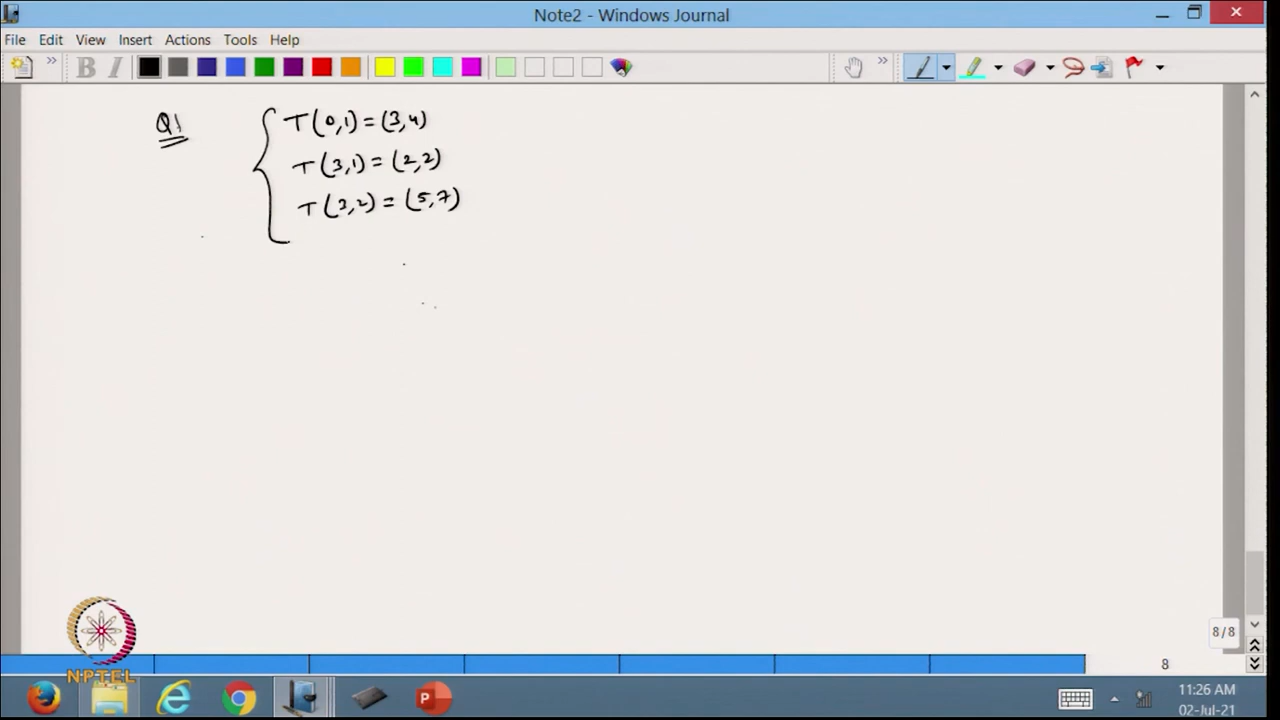 Note2 - Windows Journal
File Edit View Insert Actions Tools Help
Q1
T(0,1)=(3,4)
T(3,1)=(2,2)
T(3,2)=(5,7)
8/8
8
NPTEL
11:26 AM
02-Jul-21